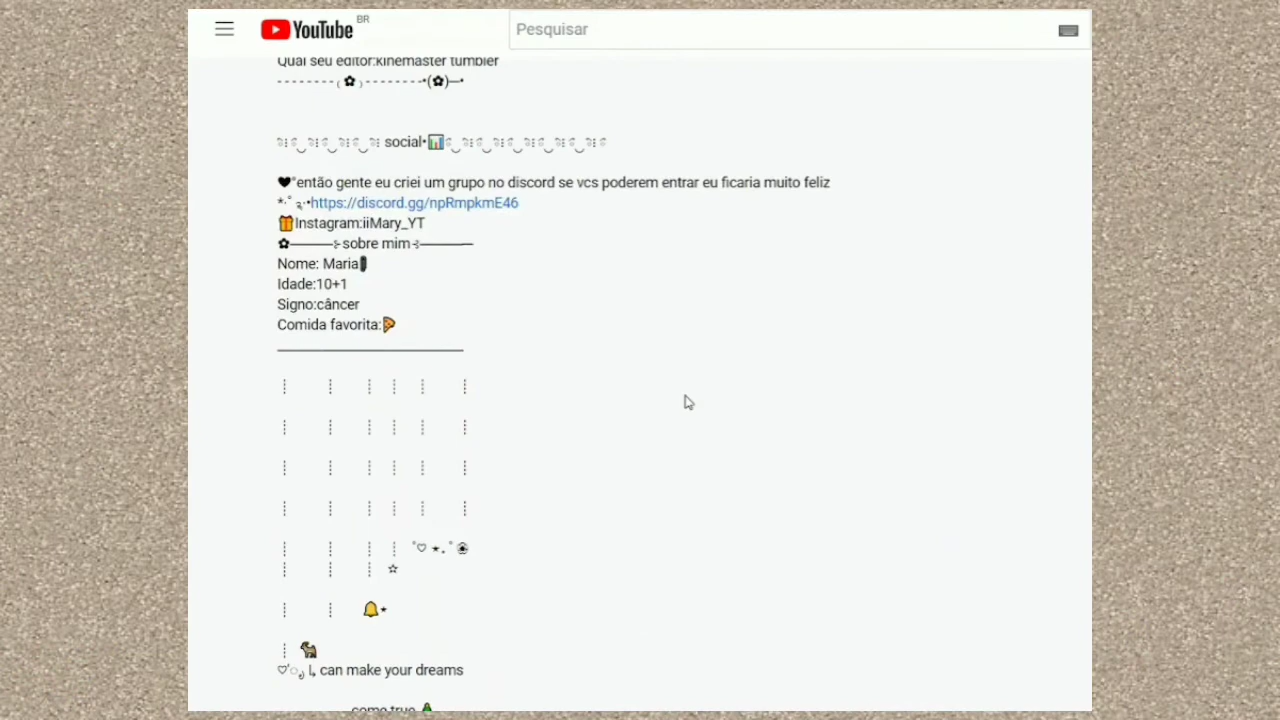 YouTube BR
Pesquisar
Qual seu editor:kinemaster tumbler
--------₍✿₎--------•(✿)—•
social•📊
🖤°então gente eu criei um grupo no discord se vcs poderem entrar eu ficaria muito feliz
*·˚ ༉•https://discord.gg/npRmpkmE46
🎁Instagram:iiMary_YT
✿————⊱sobre mim⊰—————
Nome: Maria
Idade:10+1
Signo:câncer
Comida favorita:🍕
┊ ┊ ┊ ┊ ┊ ┊
┊ ┊ ┊ ┊ ┊ ┊
┊ ┊ ┊ ┊ ┊ ┊
┊ ┊ ┊ ┊ ┊ ┊
┊ ┊ ┊ ┊ ˚♡ ⋆.˚ ❀
┊ ┊ ┊ ☆
┊ ┊ 🔔⋆
┊ 🐕
♡ ↳ can make your dreams
come true